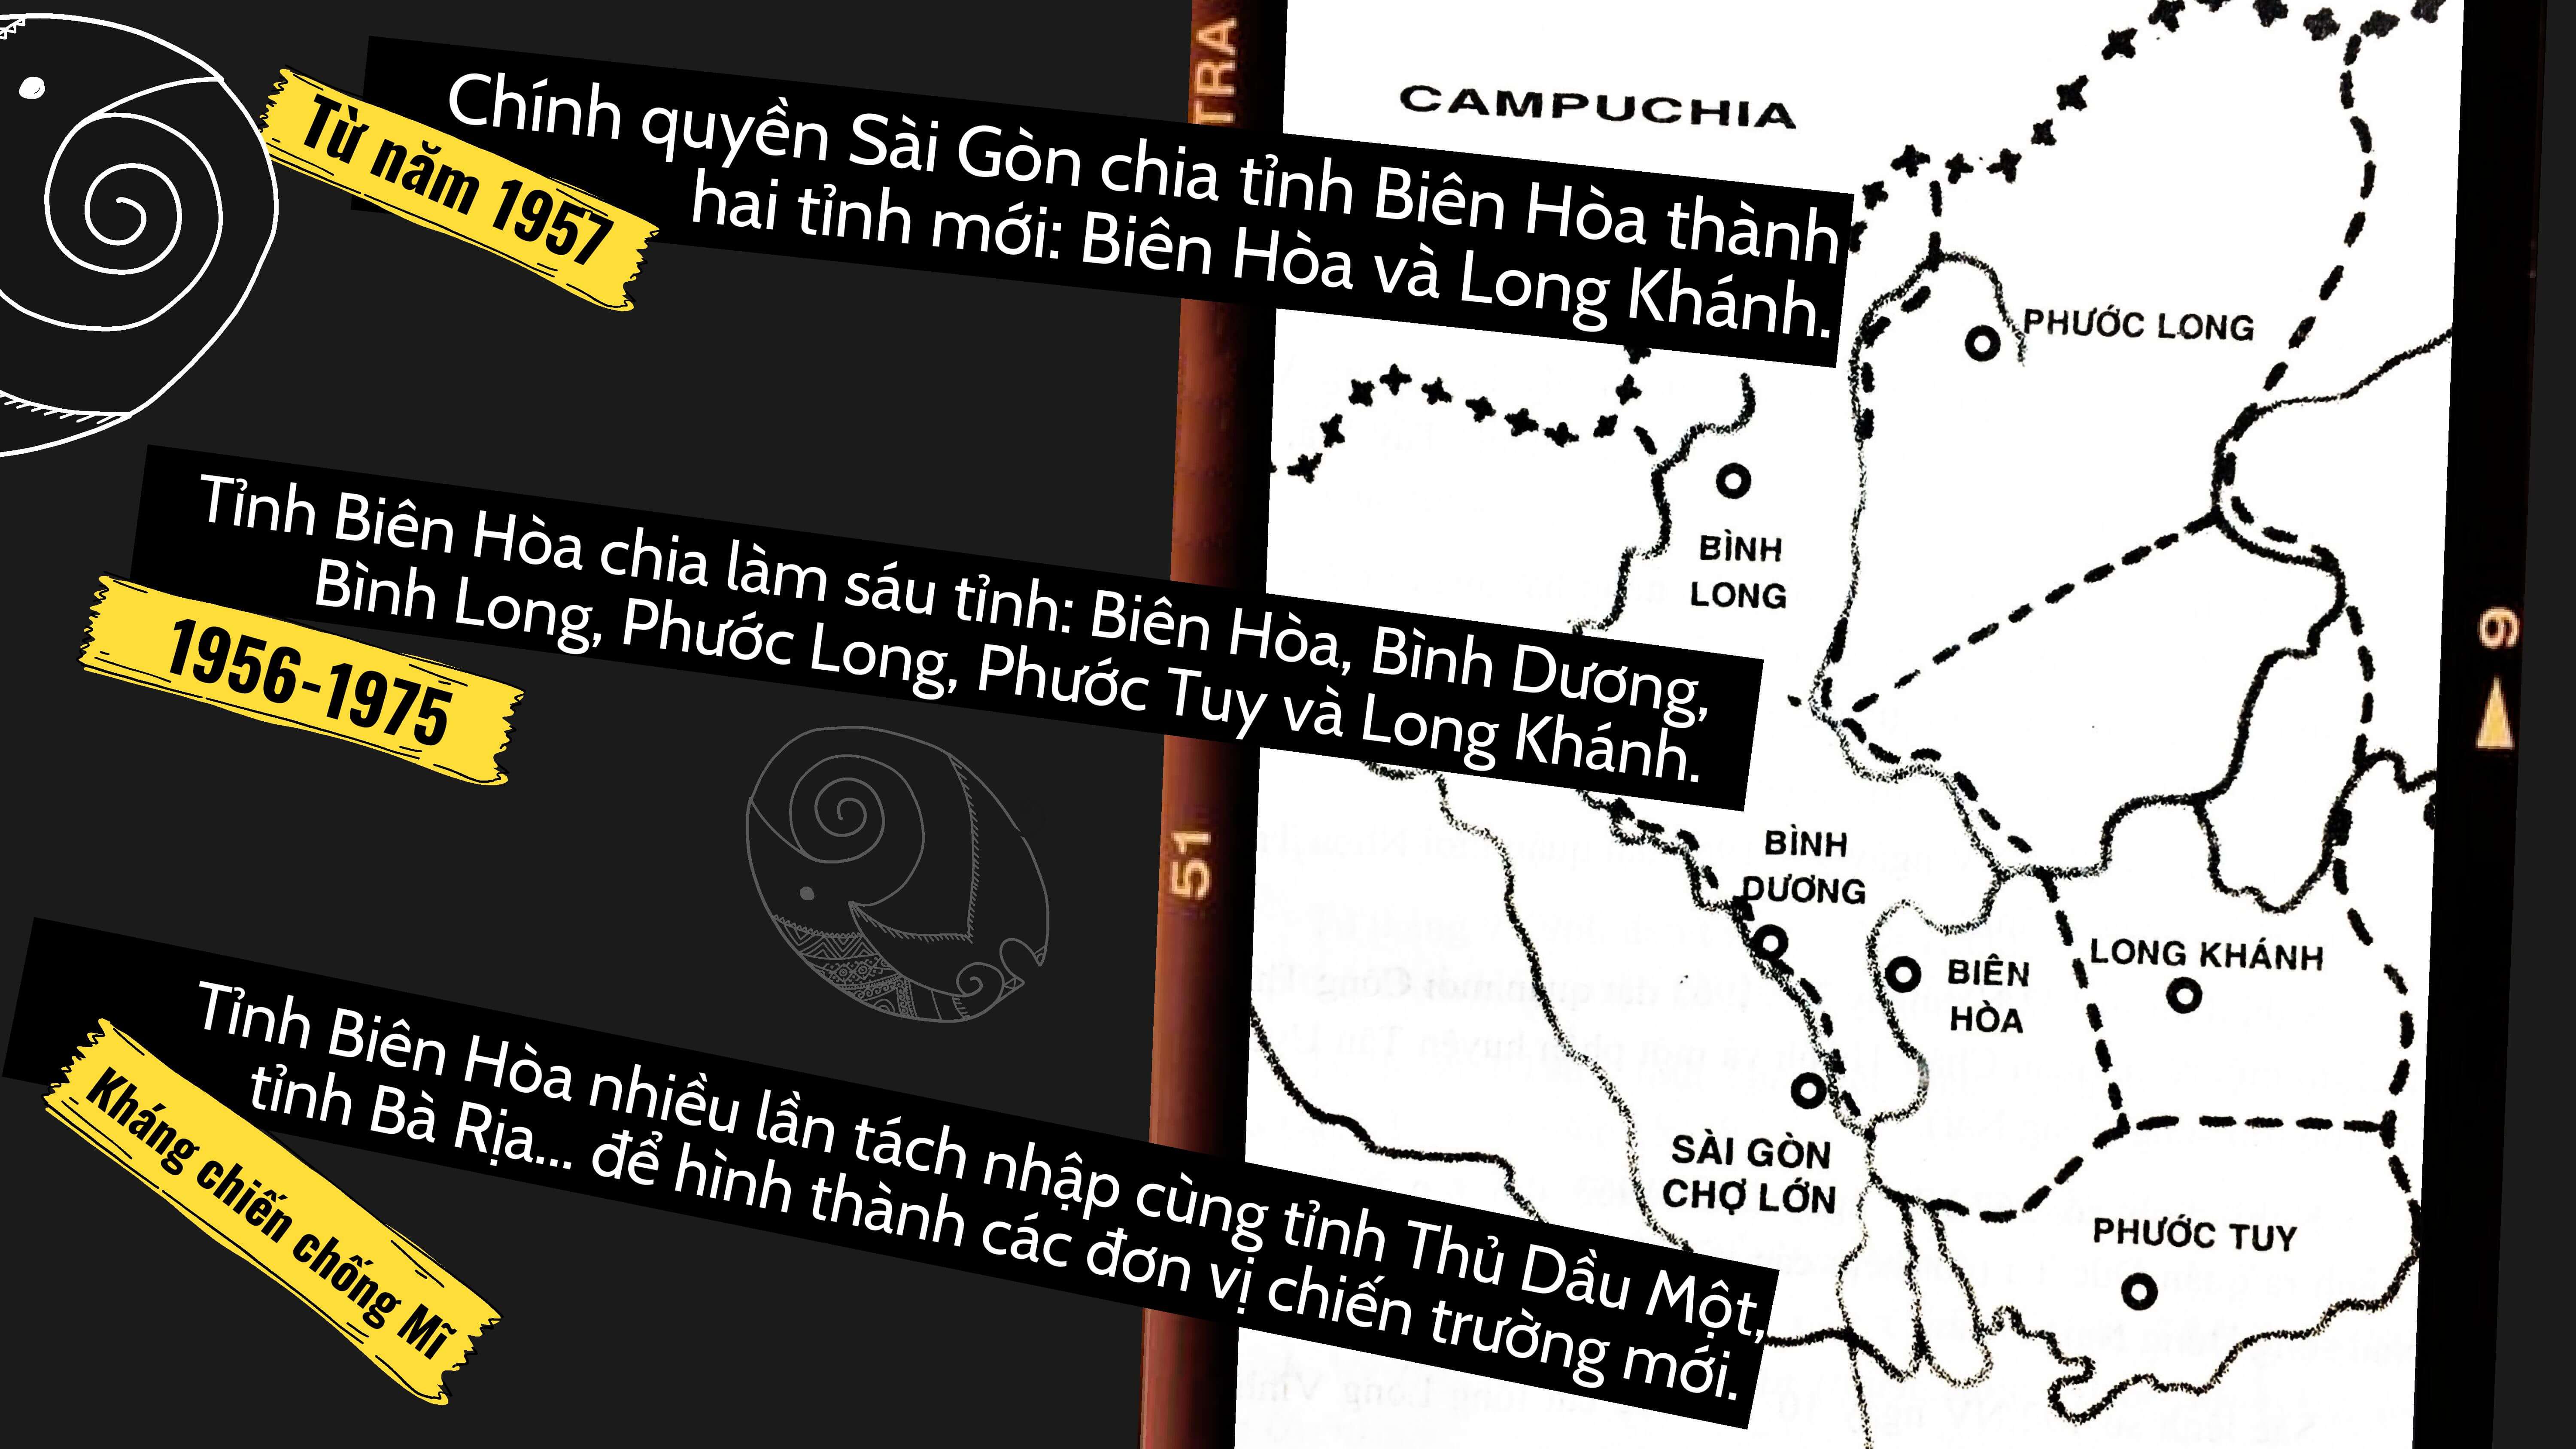 Từ năm 1957
Chính quyền Sài Gòn chia tỉnh Biên Hòa thành
hai tỉnh mới: Biên Hòa và Long Khánh.
1956-1975
Tỉnh Biên Hòa chia làm sáu tỉnh: Biên Hòa, Bình Dương,
Bình Long, Phước Long, Phước Tuy và Long Khánh.
Kháng chiến chống Mĩ
Tỉnh Biên Hòa nhiều lần tách nhập cùng tỉnh Thủ Dầu Một,
tỉnh Bà Rịa... để hình thành các đơn vị chiến trường mới.
TRA
51
9
CAMPUCHIA
PHƯỚC LONG
BÌNH
LONG
BÌNH
DƯƠNG
BIÊN
HÒA
LONG KHÁNH
SÀI GÒN
CHỢ LỚN
PHƯỚC TUY